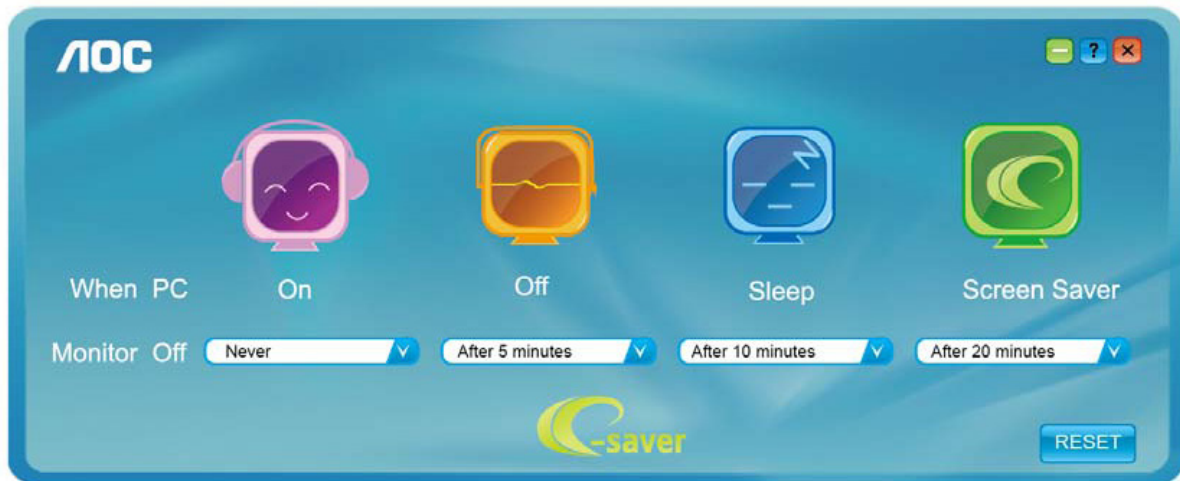 AOC
?
When PC On Off Sleep Screen Saver
Monitor Off Never After 5 minutes After 10 minutes After 20 minutes
e-saver
RESET